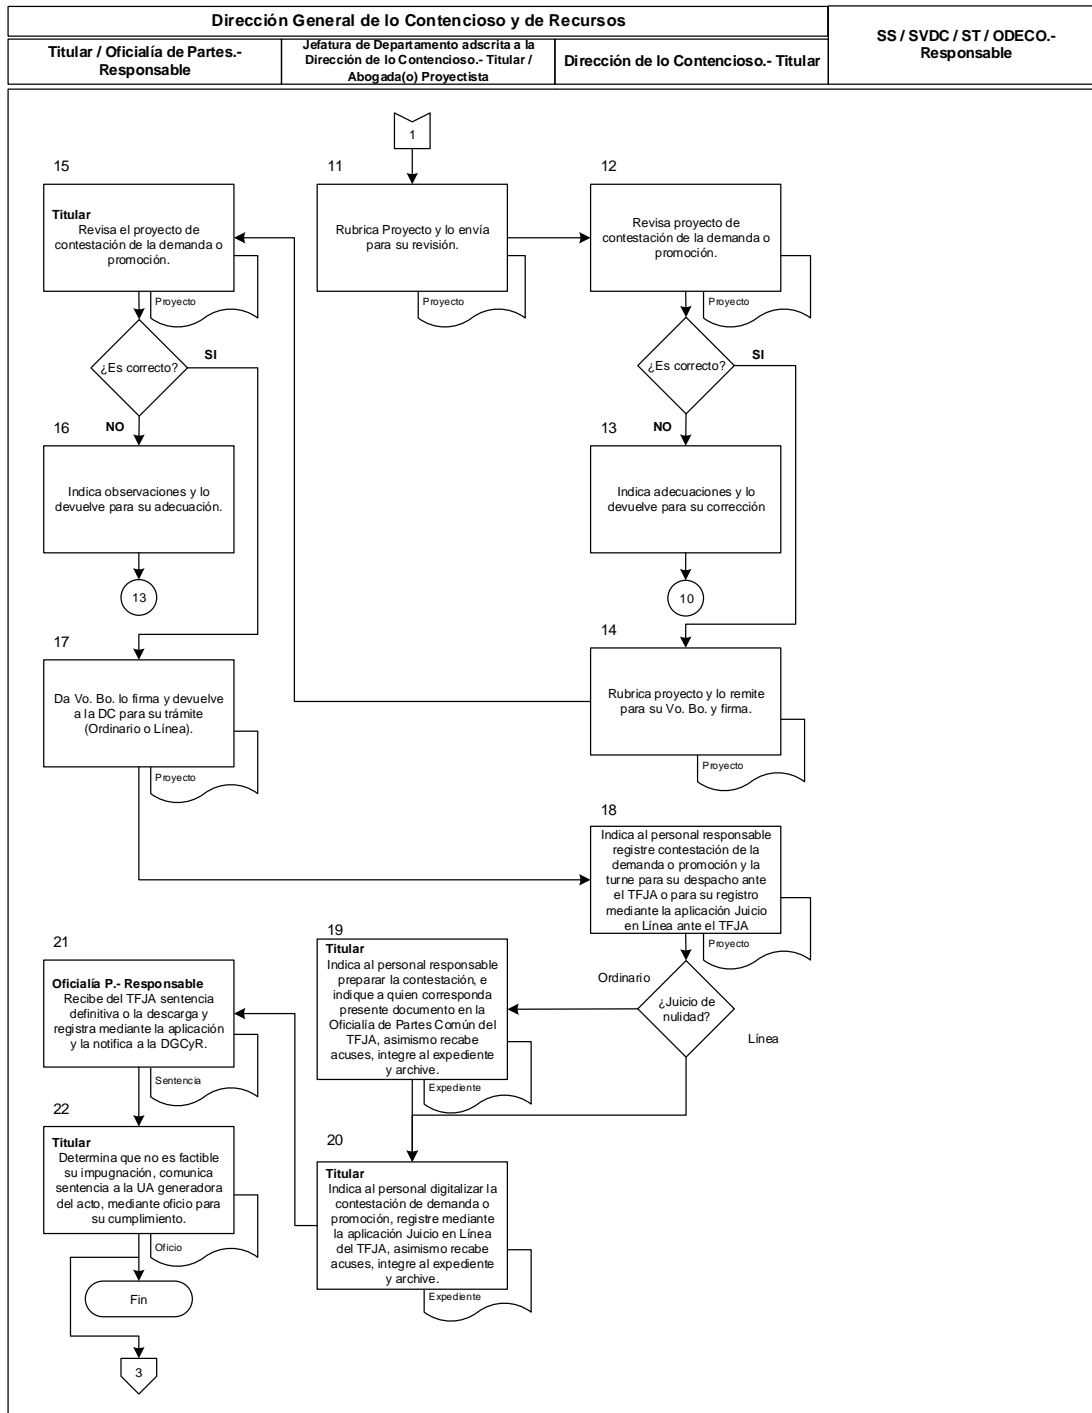 Dirección General de lo Contencioso y de Recursos
SS / SVDC / ST / ODECO.-
Responsable
Titular / Oficialía de Partes.-
Responsable
Jefatura de Departamento adscrita a la
Dirección de lo Contencioso.- Titular /
Abogada(o) Proyectista
Dirección de lo Contencioso.- Titular
1
15
Titular
Revisa el proyecto de
contestación de la demanda o
promoción.
Proyecto
11
Rubrica Proyecto y lo envía
para su revisión.
Proyecto
12
Revisa proyecto de
contestación de la demanda o
promoción.
Proyecto
¿Es correcto?
SI
NO
¿Es correcto?
SI
NO
16
Indica observaciones y lo
devuelve para su adecuación.
13
13
Indica adecuaciones y lo
devuelve para su corrección
10
17
Da Vo. Bo. lo firma y devuelve
a la DC para su trámite
(Ordinario o Línea).
Proyecto
14
Rubrica proyecto y lo remite
para su Vo. Bo. y firma.
Proyecto
18
Indica al personal responsable
registre contestación de la
demanda o promoción y la
turne para su despacho ante
el TFJA o para su registro
mediante la aplicación Juicio
en Línea ante el TFJA
Proyecto
¿Juicio de
nulidad?
Ordinario
Línea
19
Titular
Indica al personal responsable
preparar la contestación, e
indique a quien corresponda
presente documento en la
Oficialía de Partes Común del
TFJA, asimismo recabe
acuses, integre al expediente
y archive.
Expediente
20
Titular
Indica al personal digitalizar la
contestación de demanda o
promoción, registre mediante
la aplicación Juicio en Línea
del TFJA, asimismo recabe
acuses, integre al expediente
y archive.
Expediente
21
Oficialía P.- Responsable
Recibe del TFJA sentencia
definitiva o la descarga y
registra mediante la aplicación
y la notifica a la DGCyR.
Sentencia
22
Titular
Determina que no es factible
su impugnación, comunica
sentencia a la UA generadora
del acto, mediante oficio para
su cumplimiento.
Oficio
Fin
3